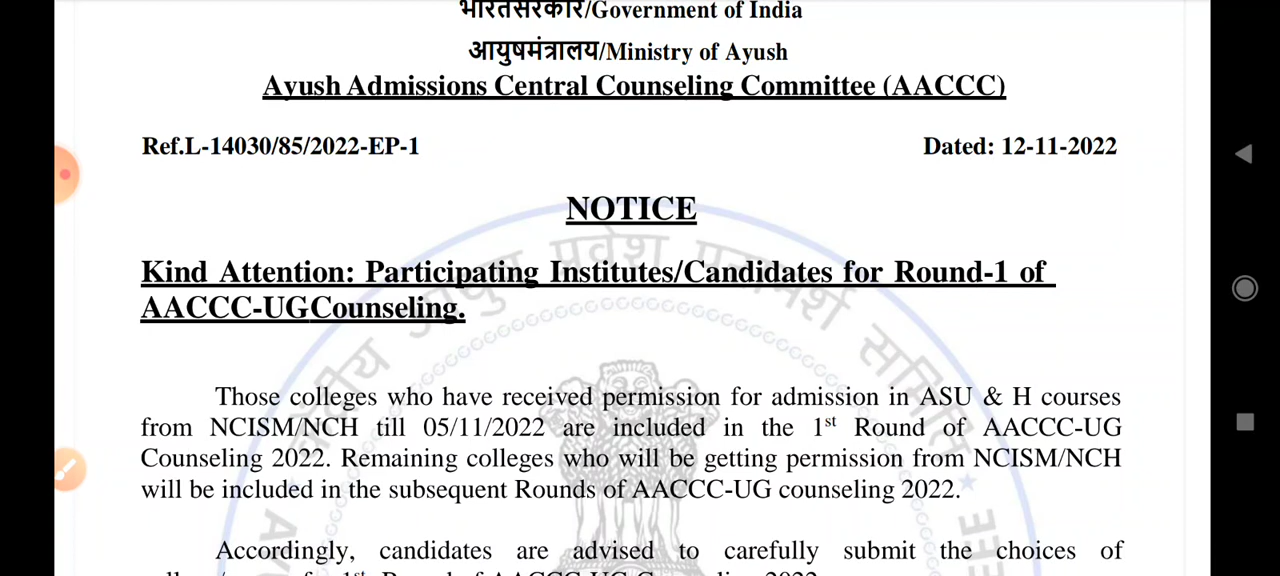 भारतसरकार/Government of India
आयुषमंत्रालय/Ministry of Ayush
Ayush Admissions Central Counseling Committee (AACCC)
Ref.L-14030/85/2022-EP-1 Dated: 12-11-2022
NOTICE
Kind Attention: Participating Institutes/Candidates for Round-1 of
AACCC-UGCounseling.
Those colleges who have received permission for admission in ASU & H courses
from NCISM/NCH till 05/11/2022 are included in the 1st Round of AACCC-UG
Counseling 2022. Remaining colleges who will be getting permission from NCISM/NCH
will be included in the subsequent Rounds of AACCC-UG counseling 2022.
Accordingly, candidates are advised to carefully submit the choices of